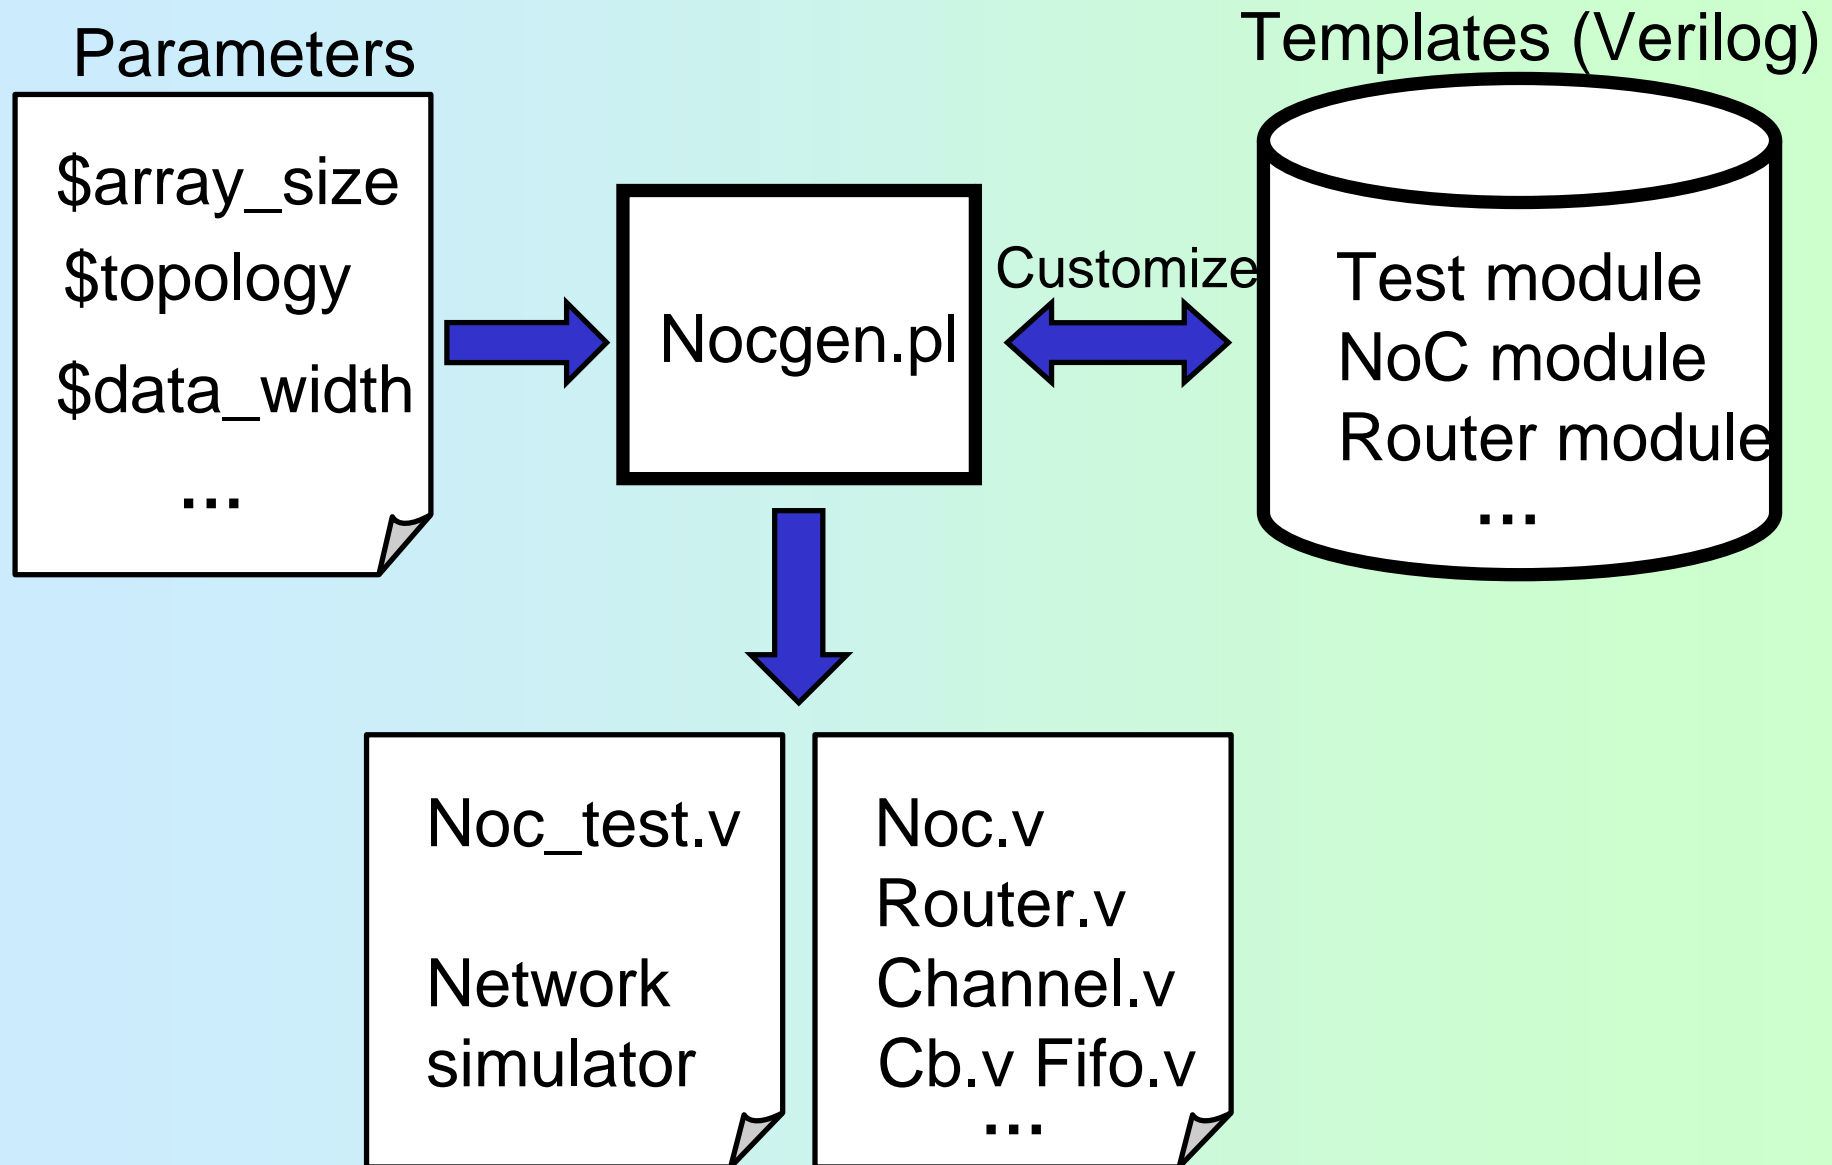 Parameters
$array_size
$topology
$data_width
...
Nocgen.pl
Customize
Templates (Verilog)
Test module
NoC module
Router module
...
Noc_test.v
Network
simulator
Noc.v
Router.v
Channel.v
Cb.v Fifo.v
...